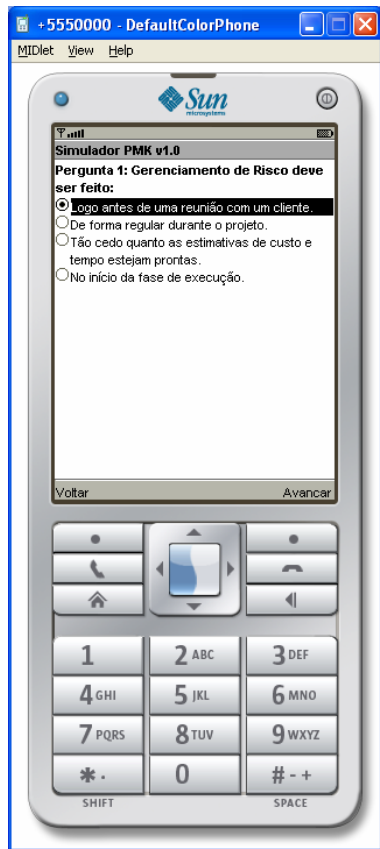 +5550000 - DefaultColorPhone
MIDlet View Help
Sun
microsystems
Simulador PMK v1.0
Pergunta 1: Gerenciamento de Risco deve
ser feito:
Logo antes de uma reunião com um cliente.
De forma regular durante o projeto.
Tão cedo quanto as estimativas de custo e
tempo estejam prontas.
No início da fase de execução.
Voltar Avancar
1 2 ABC 3 DEF
4 GHI 5 JKL 6 MNO
7 PQRS 8 TUV 9 WXYZ
* . 0 # - +
SHIFT SPACE